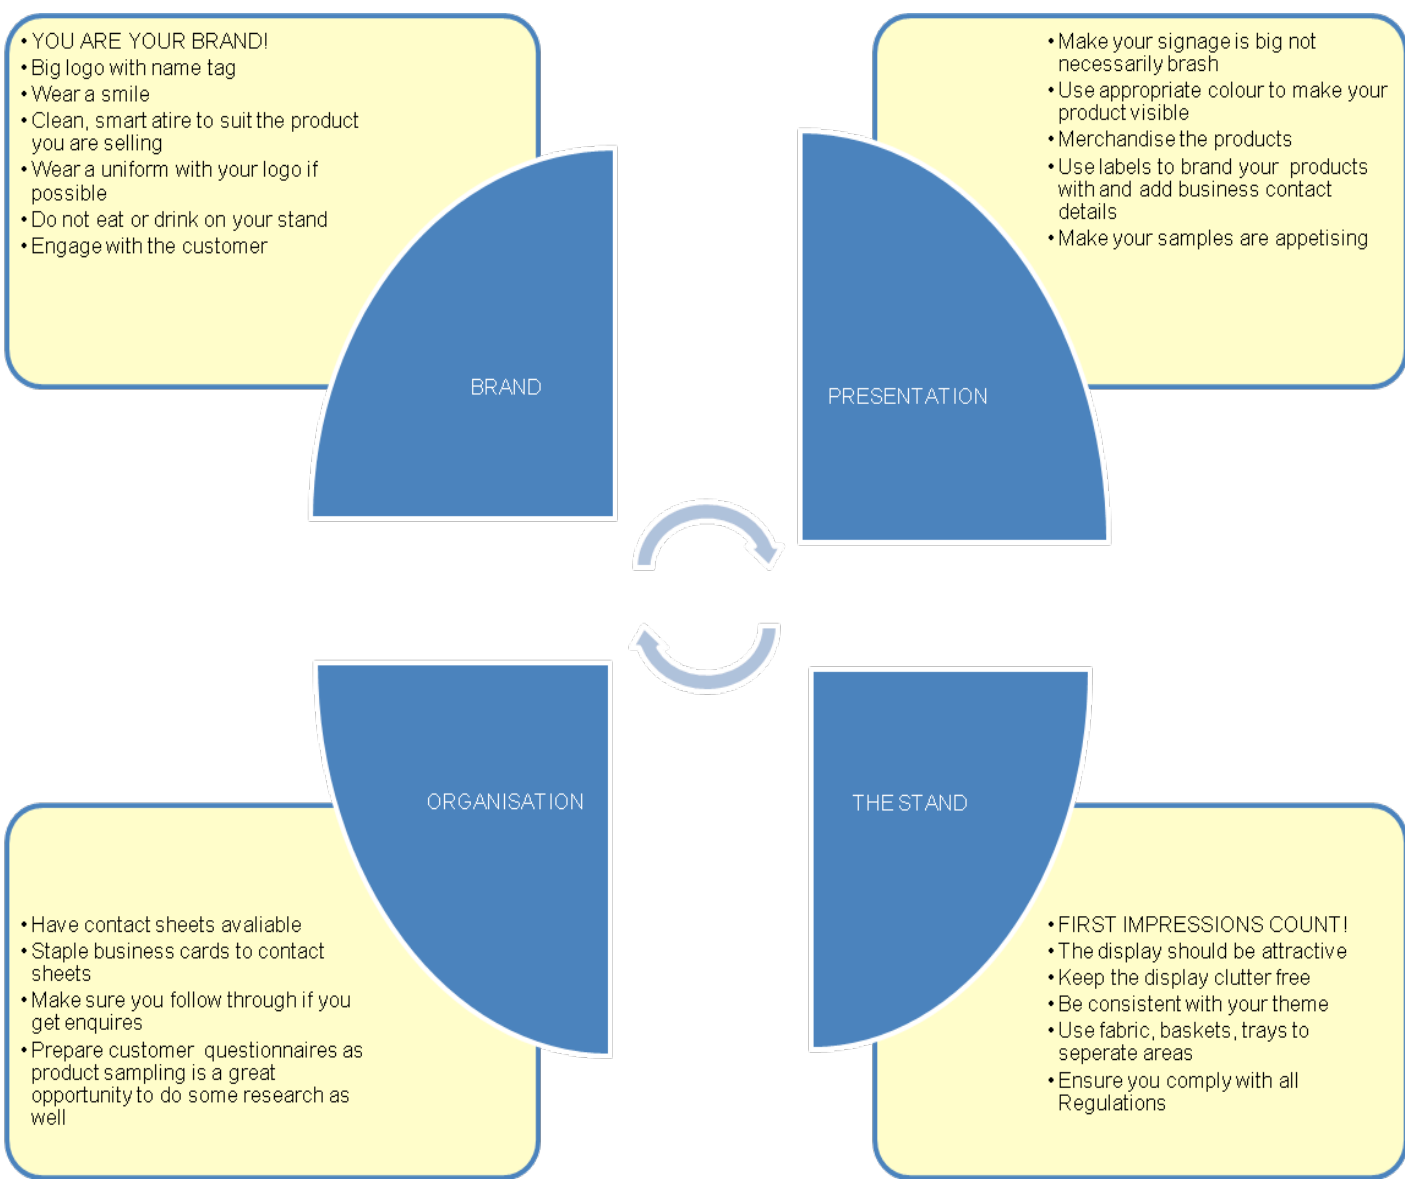 • YOU ARE YOUR BRAND!
• Big logo with name tag
• Wear a smile
• Clean, smart atire to suit the product
you are selling
• Wear a uniform with your logo if
possible
• Do not eat or drink on your stand
• Engage with the customer
BRAND
• Make your signage is big not
necessarily brash
• Use appropriate colour to make your
product visible
• Merchandise the products
• Use labels to brand your products
with and add business contact
details
• Make your samples are appetising
PRESENTATION
ORGANISATION
• Have contact sheets avaliable
• Staple business cards to contact
sheets
• Make sure you follow through if you
get enquires
• Prepare customer questionnaires as
product sampling is a great
opportunity to do some research as
well
THE STAND
• FIRST IMPRESSIONS COUNT!
• The display should be attractive
• Keep the display clutter free
• Be consistent with your theme
• Use fabric, baskets, trays to
seperate areas
• Ensure you comply with all
Regulations